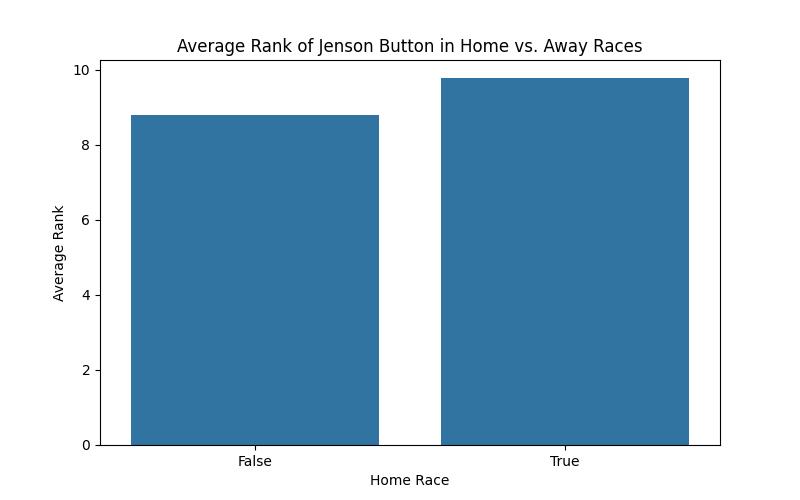 Average Rank of Jenson Button in Home vs. Away Races
10
8
6
4
2
0
Average Rank
False
True
Home Race